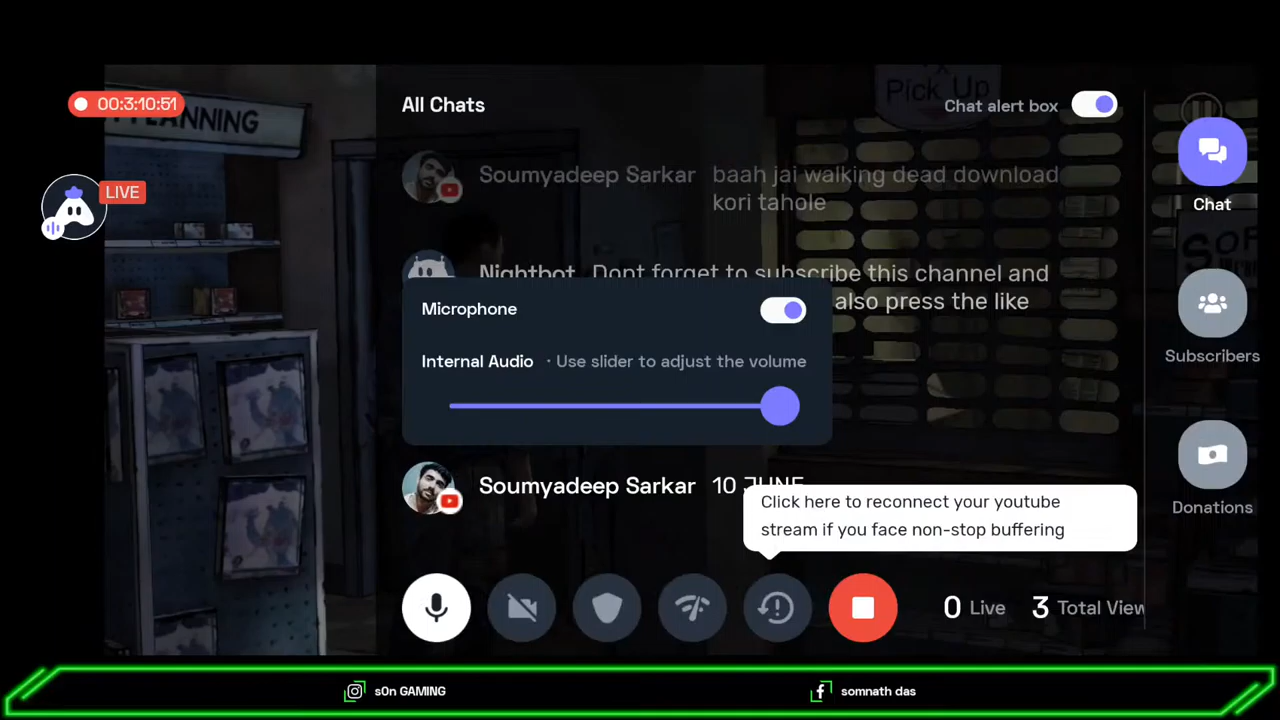 00:3:10:51
PLANNING
LIVE
All Chats
Chat alert box
Pick Up
Soumyadeep Sarkar baah jai walking dead download
kori tahole
Chat
Nightbot Dont forget to subscribe this channel and
also press the like
Microphone
Internal Audio · Use slider to adjust the volume
Subscribers
Soumyadeep Sarkar 10 JUNE
Click here to reconnect your youtube
stream if you face non-stop buffering
Donations
0 Live 3 Total View
s0n GAMING
somnath das